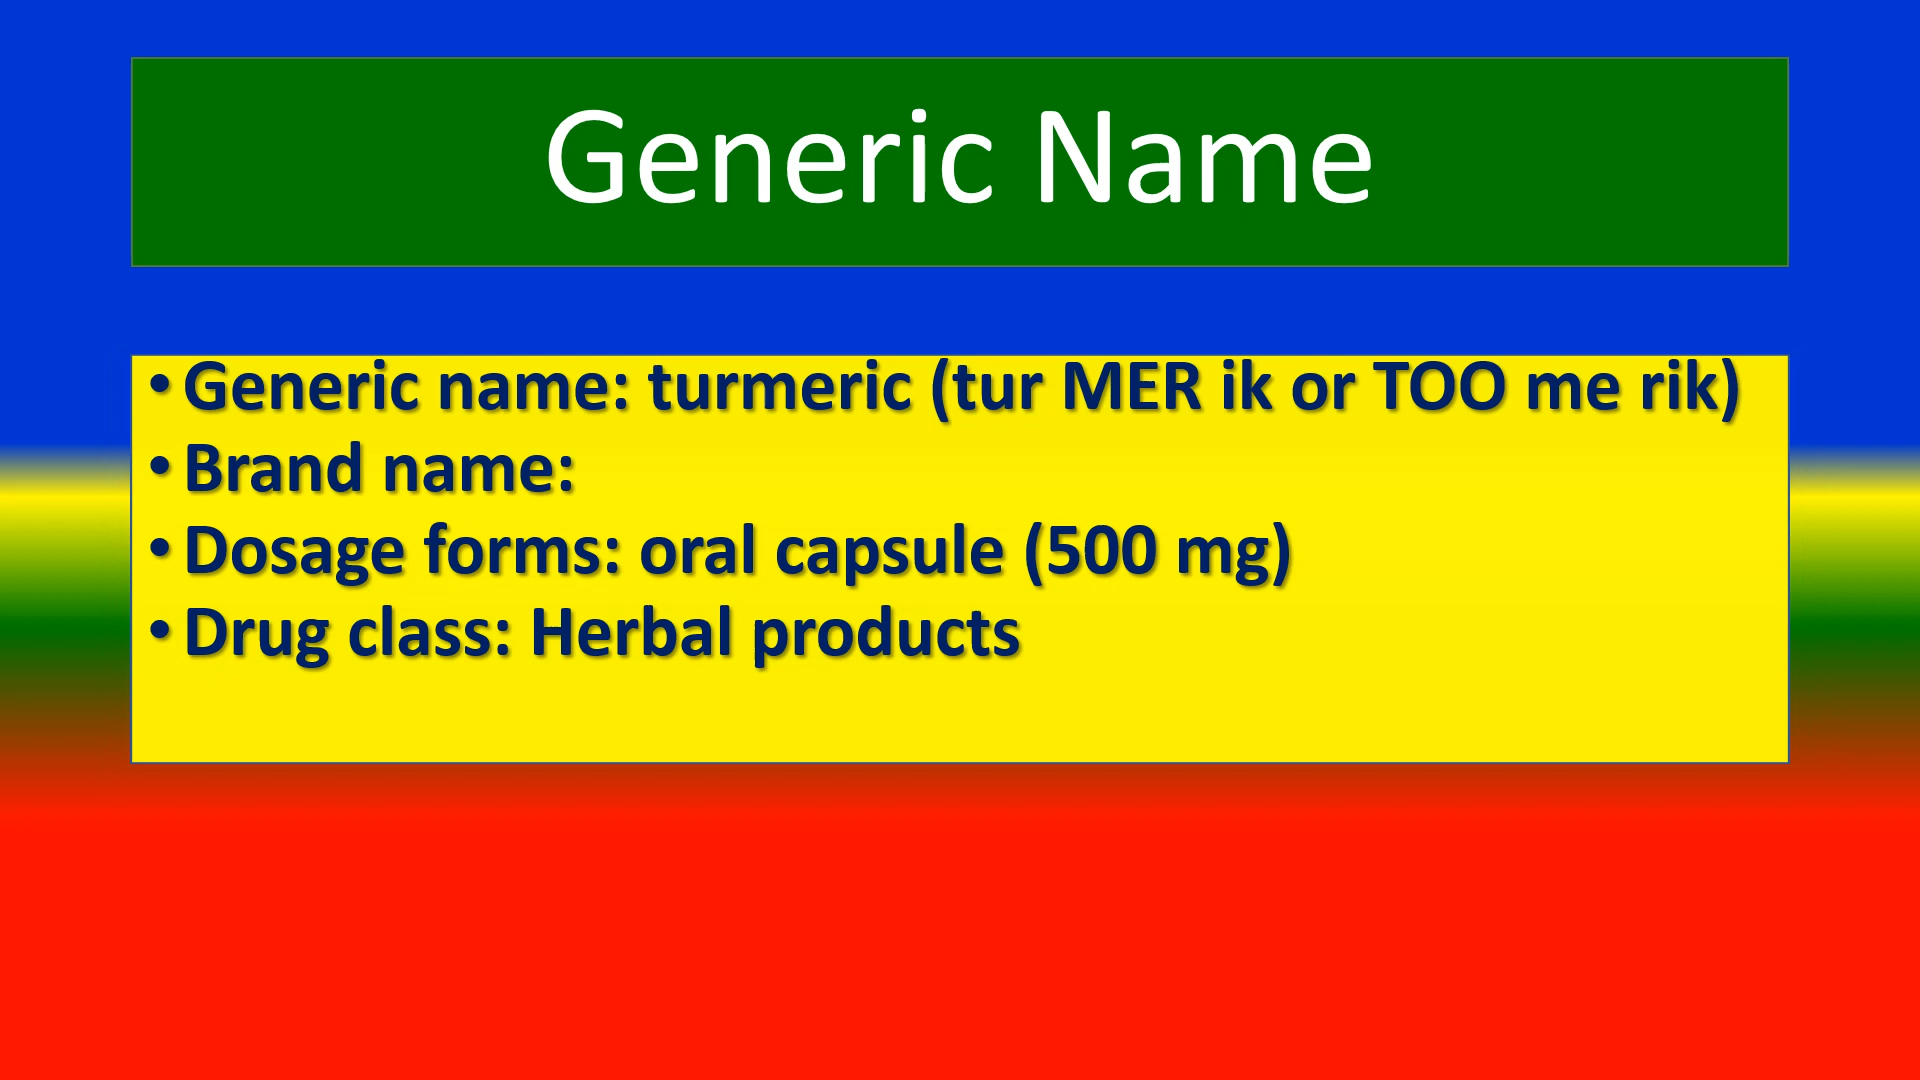 Generic Name
• Generic name: turmeric (tur MER ik or TOO me rik)
• Brand name:
• Dosage forms: oral capsule (500 mg)
• Drug class: Herbal products